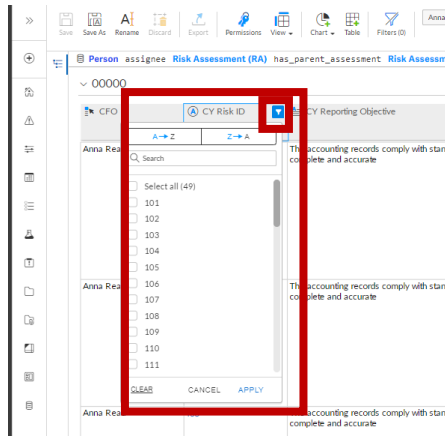 Save Save As Rename Discard Export Permissions View Chart Table Filters (0) Anna
Person assignee Risk Assessment (RA) has_parent_assessment Risk Assessm
00000
CFO CY Risk ID CY Reporting Objective
A Z Z A
Search
Select all (49)
101
102
103
104
105
106
107
108
109
110
111
CLEAR CANCEL APPLY
Anna Rea accounting records comply with stan
complete and accurate
Anna Rea accounting records comply with stan
complete and accurate
Anna Rea accounting records comply with stan
complete and accurate